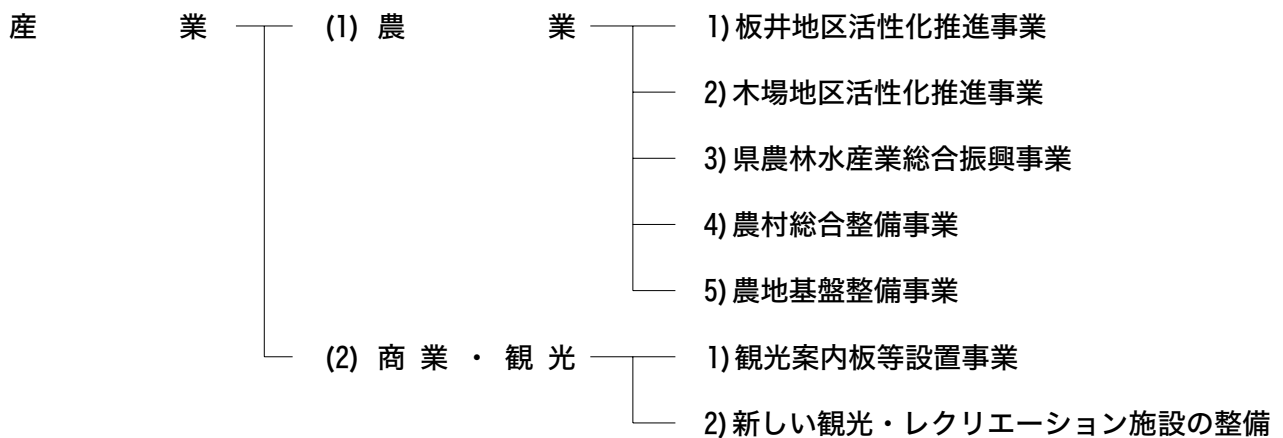 産業 (1) 農業 1) 板井地区活性化推進事業
2) 木場地区活性化推進事業
3) 県農林水産業総合振興事業
4) 農村総合整備事業
5) 農地基盤整備事業
(2) 商業・観光 1) 観光案内板等設置事業
2) 新しい観光・レクリエーション施設の整備